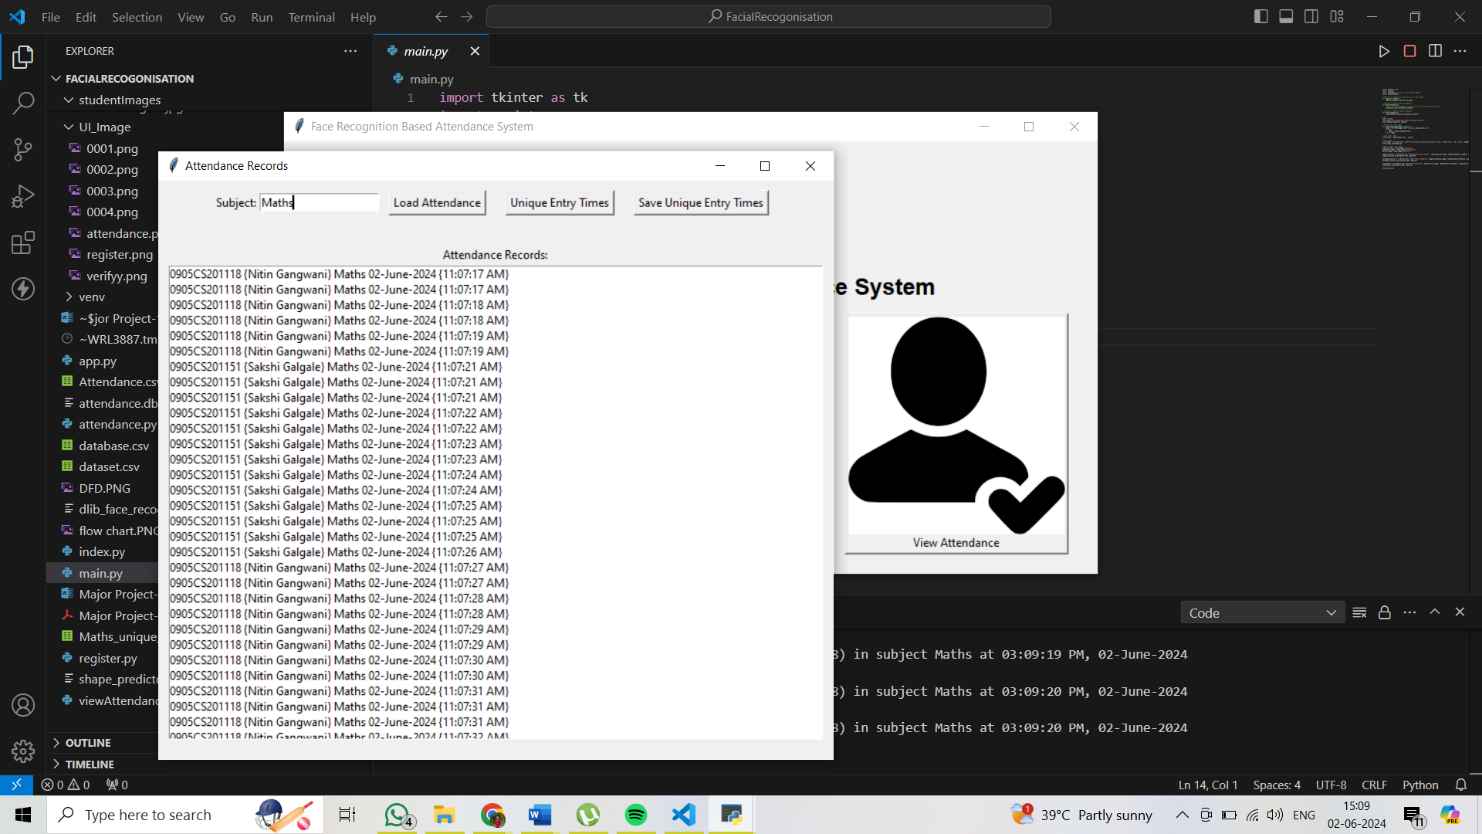 File Edit Selection View Go Run Terminal Help
FacialRecogonisation
EXPLORER
FACIALRECOGONISATION
studentImages
UI_Image
0001.png
0002.png
0003.png
0004.png
attendance.p
register.png
verifyy.png
venv
~$jor Project-
~WRL3887.tm
app.py
Attendance.cs
attendance.db
attendance.py
database.csv
dataset.csv
DFD.PNG
dlib_face_reco
flow chart.PNG
index.py
main.py
Major Project-
Major Project-
Maths_unique_
register.py
shape_predict
viewAttendanc
OUTLINE
TIMELINE
main.py
main.py
1 import tkinter as tk
Face Recognition Based Attendance System
e System
View Attendance
Attendance Records
Subject: Maths Load Attendance Unique Entry Times Save Unique Entry Times
Attendance Records:
0905CS201118 {Nitin Gangwani} Maths 02-June-2024 {11:07:17 AM}
0905CS201118 {Nitin Gangwani} Maths 02-June-2024 {11:07:17 AM}
0905CS201118 {Nitin Gangwani} Maths 02-June-2024 {11:07:18 AM}
0905CS201118 {Nitin Gangwani} Maths 02-June-2024 {11:07:18 AM}
0905CS201118 {Nitin Gangwani} Maths 02-June-2024 {11:07:19 AM}
0905CS201118 {Nitin Gangwani} Maths 02-June-2024 {11:07:19 AM}
0905CS201151 {Sakshi Galgale} Maths 02-June-2024 {11:07:21 AM}
0905CS201151 {Sakshi Galgale} Maths 02-June-2024 {11:07:21 AM}
0905CS201151 {Sakshi Galgale} Maths 02-June-2024 {11:07:21 AM}
0905CS201151 {Sakshi Galgale} Maths 02-June-2024 {11:07:22 AM}
0905CS201151 {Sakshi Galgale} Maths 02-June-2024 {11:07:22 AM}
0905CS201151 {Sakshi Galgale} Maths 02-June-2024 {11:07:23 AM}
0905CS201151 {Sakshi Galgale} Maths 02-June-2024 {11:07:23 AM}
0905CS201151 {Sakshi Galgale} Maths 02-June-2024 {11:07:24 AM}
0905CS201151 {Sakshi Galgale} Maths 02-June-2024 {11:07:24 AM}
0905CS201151 {Sakshi Galgale} Maths 02-June-2024 {11:07:25 AM}
0905CS201151 {Sakshi Galgale} Maths 02-June-2024 {11:07:25 AM}
0905CS201151 {Sakshi Galgale} Maths 02-June-2024 {11:07:25 AM}
0905CS201151 {Sakshi Galgale} Maths 02-June-2024 {11:07:26 AM}
0905CS201118 {Nitin Gangwani} Maths 02-June-2024 {11:07:27 AM}
0905CS201118 {Nitin Gangwani} Maths 02-June-2024 {11:07:27 AM}
0905CS201118 {Nitin Gangwani} Maths 02-June-2024 {11:07:28 AM}
0905CS201118 {Nitin Gangwani} Maths 02-June-2024 {11:07:28 AM}
0905CS201118 {Nitin Gangwani} Maths 02-June-2024 {11:07:29 AM}
0905CS201118 {Nitin Gangwani} Maths 02-June-2024 {11:07:29 AM}
0905CS201118 {Nitin Gangwani} Maths 02-June-2024 {11:07:30 AM}
0905CS201118 {Nitin Gangwani} Maths 02-June-2024 {11:07:30 AM}
0905CS201118 {Nitin Gangwani} Maths 02-June-2024 {11:07:31 AM}
0905CS201118 {Nitin Gangwani} Maths 02-June-2024 {11:07:31 AM}
0905CS201118 {Nitin Gangwani} Maths 02-June-2024 {11:07:31 AM}
0905CS201118 {Nitin Gangwani} Maths 02-June-2024 {11:07:32 AM}
Code
8) in subject Maths at 03:09:19 PM, 02-June-2024
8) in subject Maths at 03:09:20 PM, 02-June-2024
8) in subject Maths at 03:09:20 PM, 02-June-2024
0 0 0
Ln 14, Col 1 Spaces: 4 UTF-8 CRLF Python
Type here to search
4
1
39°C Partly sunny
ENG
15:09
02-06-2024
11
PRE